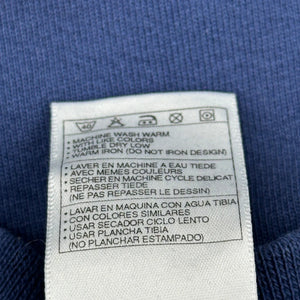 • MACHINE WASH WARM
• WITH LIKE COLORS
• TUMBLE DRY LOW
• WARM IRON (DO NOT IRON DESIGN)
• LAVER EN MACHINE A EAU TIEDE
• AVEC MEMES COULEURS
• SECHER EN MACHINE CYCLE DELICAT
• REPASSER TIEDE
(NE PAS REPASSER LE DESSIN)
• LAVAR EN MAQUINA CON AGUA TIBIA
• CON COLORES SIMILARES
• USAR SECADOR CICLO LENTO
• USAR PLANCHA TIBIA
(NO PLANCHAR ESTAMPADO)